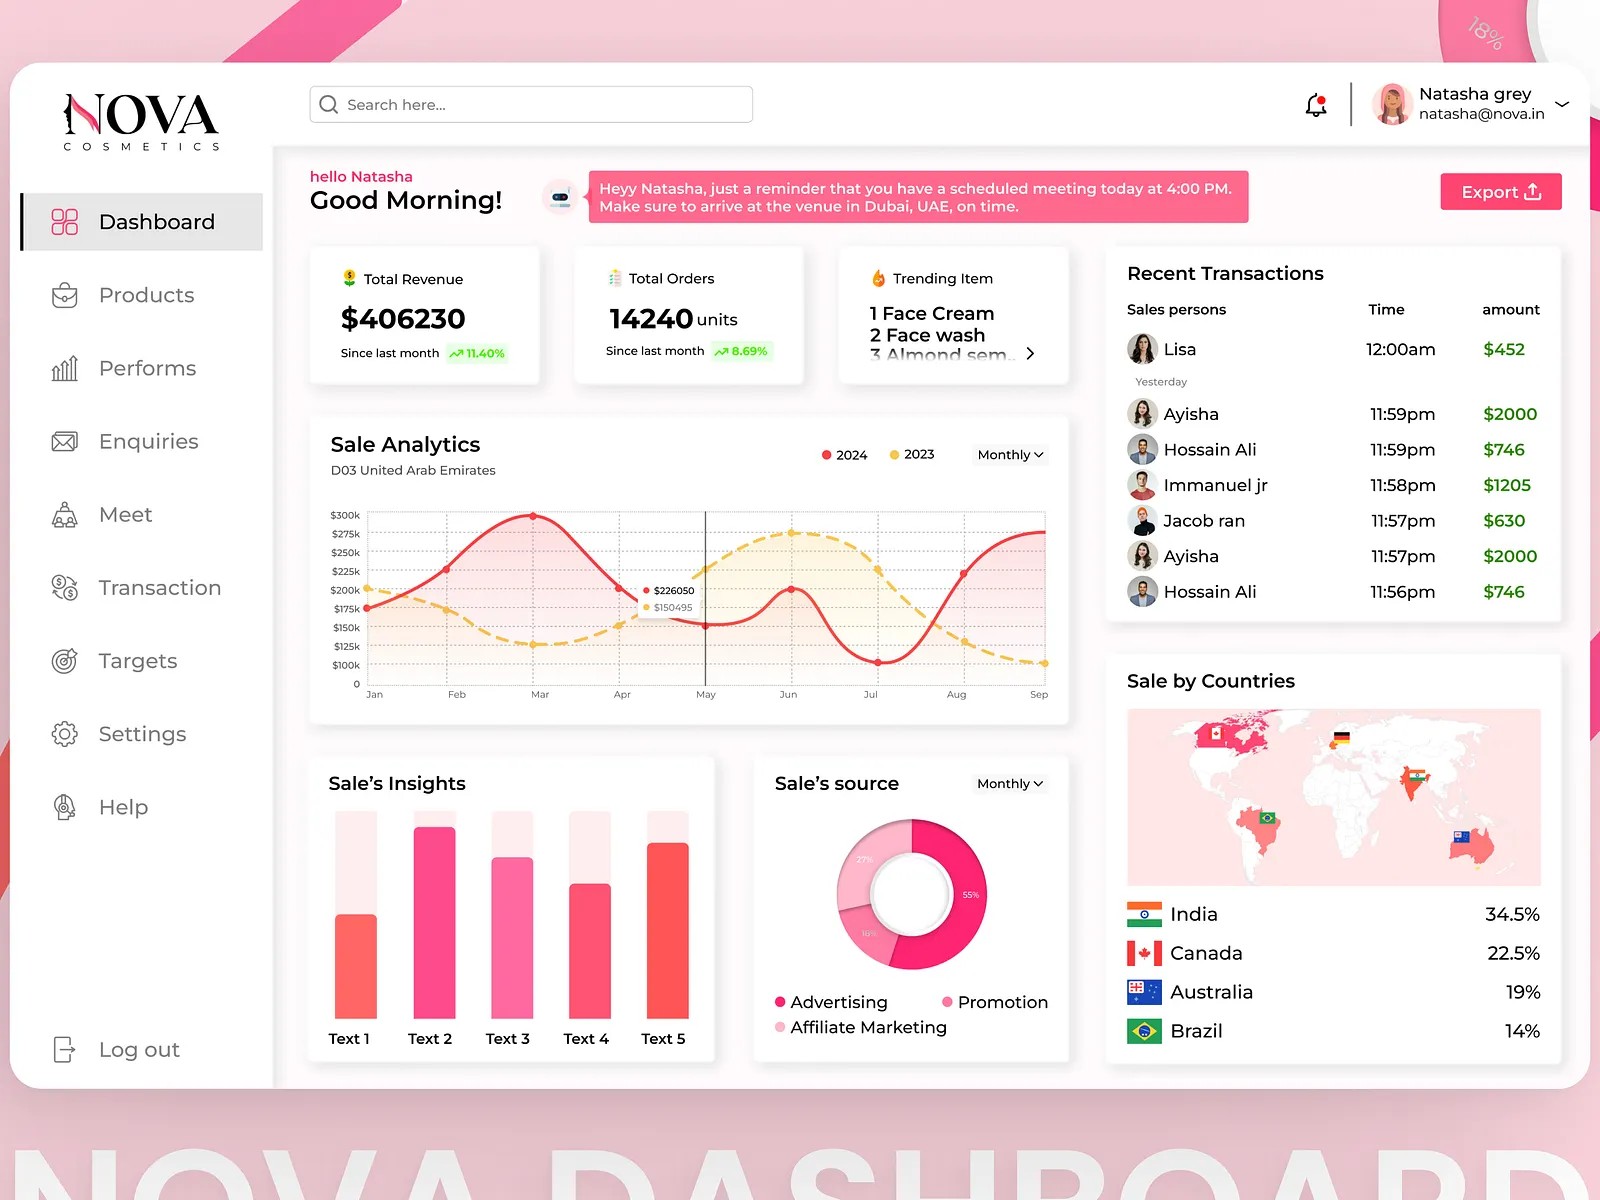 18%
NOVA
COSMETICS
Search here...
Natasha grey
natasha@nova.in
hello Natasha
Good Morning!
Heyy Natasha, just a reminder that you have a scheduled meeting today at 4:00 PM.
Make sure to arrive at the venue in Dubai, UAE, on time.
Export
Dashboard
Products
Performs
Enquiries
Meet
Transaction
Targets
Settings
Help
Log out
Total Revenue
$406230
Since last month 11.40%
Total Orders
14240 units
Since last month 8.69%
Trending Item
1 Face Cream
2 Face wash
3 Almond sem..
Sale Analytics
D03 United Arab Emirates
2024 2023 Monthly
$300k
$275k
$250k
$225k
$200k
$175k
$150k
$125k
$100k
0
$226050
$150495
Jan Feb Mar Apr May Jun Jul Aug Sep
Sale’s Insights
Text 1 Text 2 Text 3 Text 4 Text 5
Sale’s source Monthly
27%
55%
18%
Advertising Promotion
Affiliate Marketing
Recent Transactions
Sales persons Time amount
Lisa 12:00am $452
Yesterday
Ayisha 11:59pm $2000
Hossain Ali 11:59pm $746
Immanuel jr 11:58pm $1205
Jacob ran 11:57pm $630
Ayisha 11:57pm $2000
Hossain Ali 11:56pm $746
Sale by Countries
India 34.5%
Canada 22.5%
Australia 19%
Brazil 14%
NOVA DASHBOARD